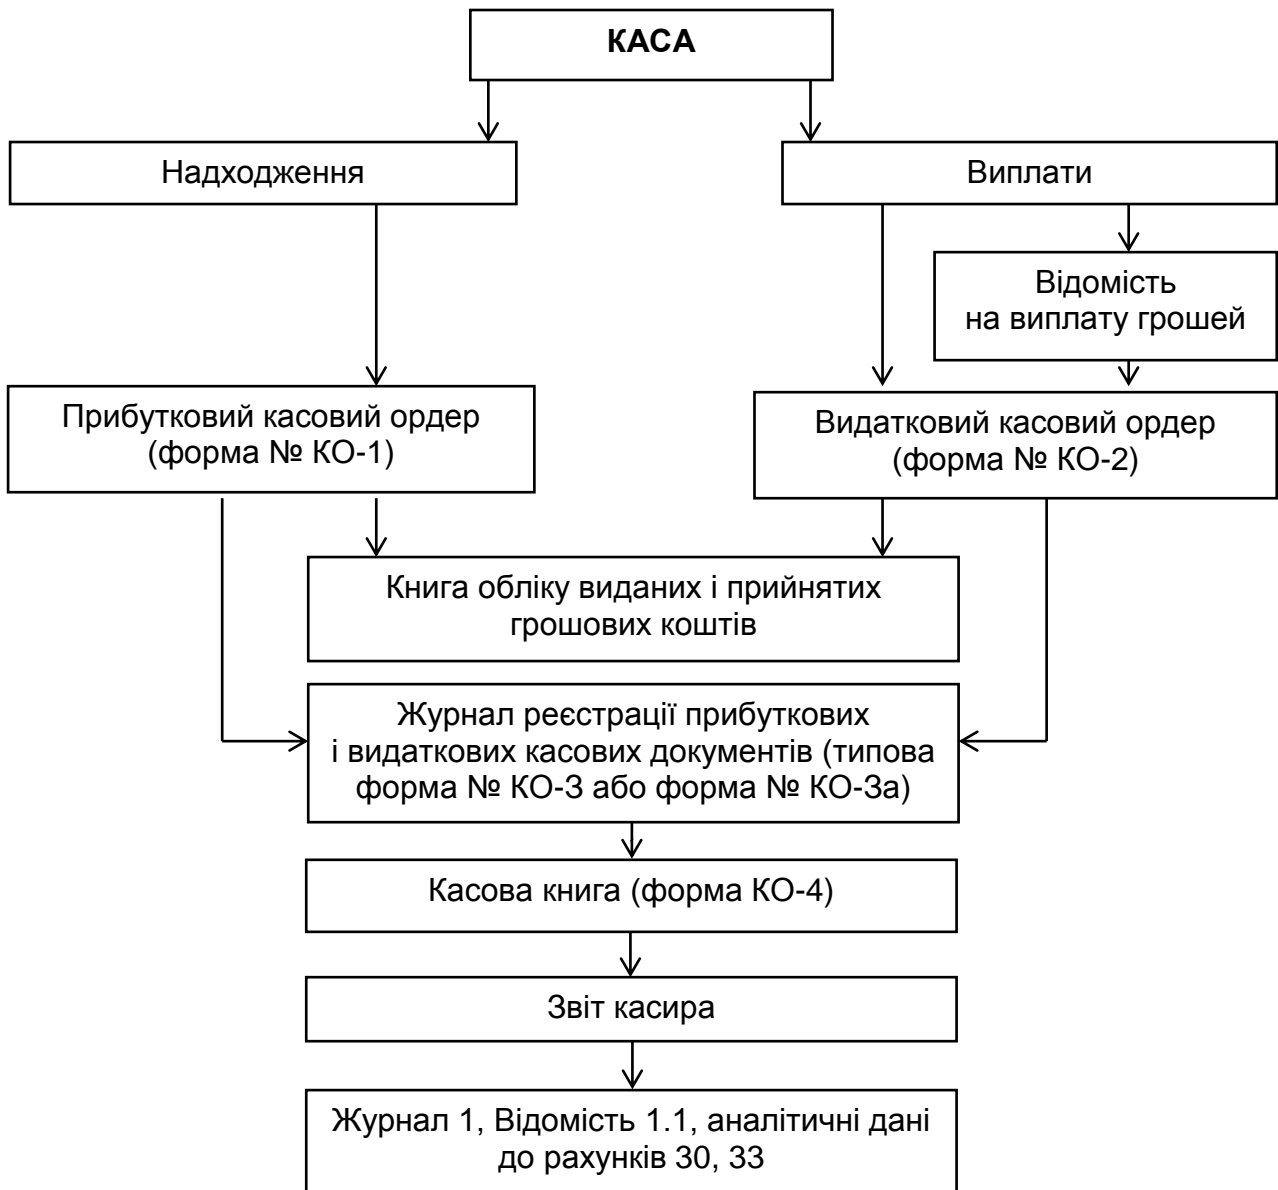 КАСА
Надходження
Виплати
Відомість
на виплату грошей
Прибутковий касовий ордер
(форма № КО-1)
Видатковий касовий ордер
(форма № КО-2)
Книга обліку виданих і прийнятих
грошових коштів
Журнал реєстрації прибуткових
і видаткових касових документів (типова
форма № КО-З або форма № КО-За)
Касова книга (форма КО-4)
Звіт касира
Журнал 1, Відомість 1.1, аналітичні дані
до рахунків 30, 33